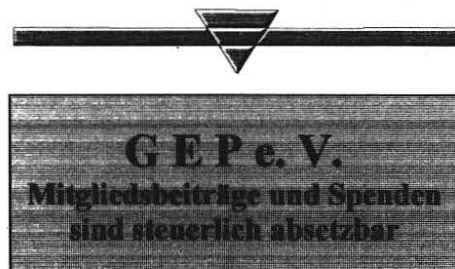 G E P e. V.
Mitgliedsbeiträge und Spenden
sind steuerlich absetzbar